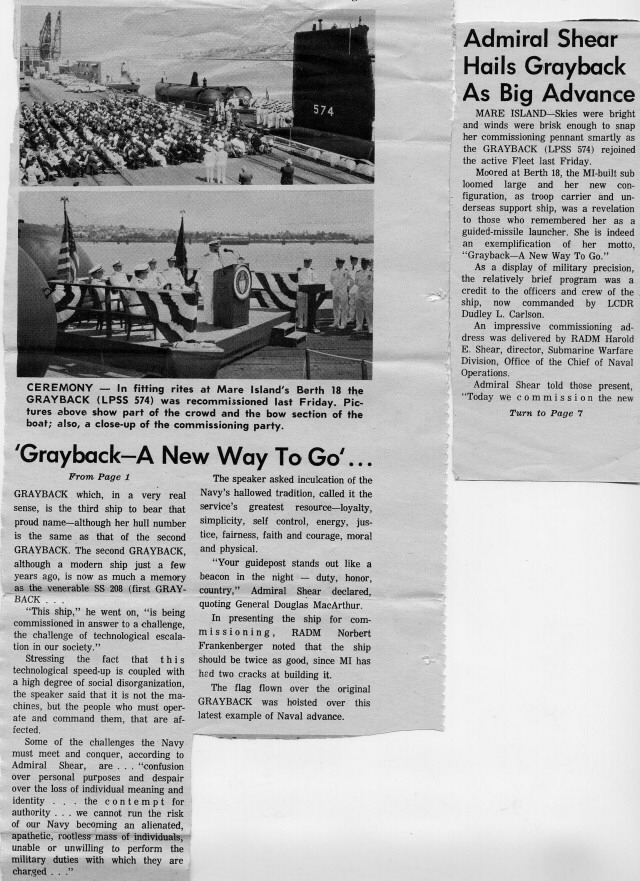 Admiral Shear
Hails Grayback
As Big Advance
MARE ISLAND—Skies were bright
and winds were brisk enough to
snap her commissioning pennant smartly as
the GRAYBACK (LPSS 574) rejoined
the active Fleet last Friday.
Moored at Berth 18, the MI-built sub
loomed large and her new con-
figuration, as troop carrier and un-
derseas support ship, was a revelation
to those who remembered her as a
guided-missile launcher. She is indeed
an exemplification of her motto,
"Grayback—A New Way To Go."
As a display of military precision,
the relatively brief program was a
credit to the officers and crew of the
ship, now commanded by LCDR
Dudley L. Carlson.
An impressive commissioning ad-
dress was delivered by RADM Harold
E. Shear, director, Submarine Warfare
Division, Office of the Chief of Naval
Operations.
Admiral Shear told those present,
"Today we commission the new
Turn to Page 7
574
CEREMONY — In fitting rites at Mare Island's Berth 18 the
GRAYBACK (LPSS 574) was recommissioned last Friday. Pic-
tures above show part of the crowd and the bow section of the
boat; also, a close-up of the commissioning party.
'Grayback—A New Way To Go'...
From Page 1
GRAYBACK which, in a very real
sense, is the third ship to bear that
proud name—although her hull number
is the same as that of the second
GRAYBACK. The second GRAYBACK,
although a modern ship just a few
years ago, is now as much a memory
as the venerable SS 208 (first GRAY-
BACK . . .
"This ship," he went on, "is being
commissioned in answer to a challenge,
the challenge of technological escala-
tion in our society."
Stressing the fact that this
technological speed-up is coupled with
a high degree of social disorganization,
the speaker said that it is not the ma-
chines, but the people who must oper-
ate and command them, that are af-
fected.
Some of the challenges the Navy
must meet and conquer, according to
Admiral Shear, are . . . "confusion
over personal purposes and despair
over the loss of individual meaning and
identity . . . the contempt for
authority . . . we cannot run the risk
of our Navy becoming an alienated,
apathetic, rootless mass of individuals,
unable or unwilling to perform the
military duties with which they are
charged . . ."
The speaker asked inculcation of the
Navy's hallowed tradition, called it the
service's greatest resource—loyalty,
simplicity, self control, energy, jus-
tice, fairness, faith and courage, moral
and physical.
"Your guidepost stands out like a
beacon in the night — duty, honor,
country," Admiral Shear declared,
quoting General Douglas MacArthur.
In presenting the ship for com-
missioning, RADM Norbert
Frankenberger noted that the ship
should be twice as good, since MI has
had two cracks at building it.
The flag flown over the original
GRAYBACK was hoisted over this
latest example of Naval advance.